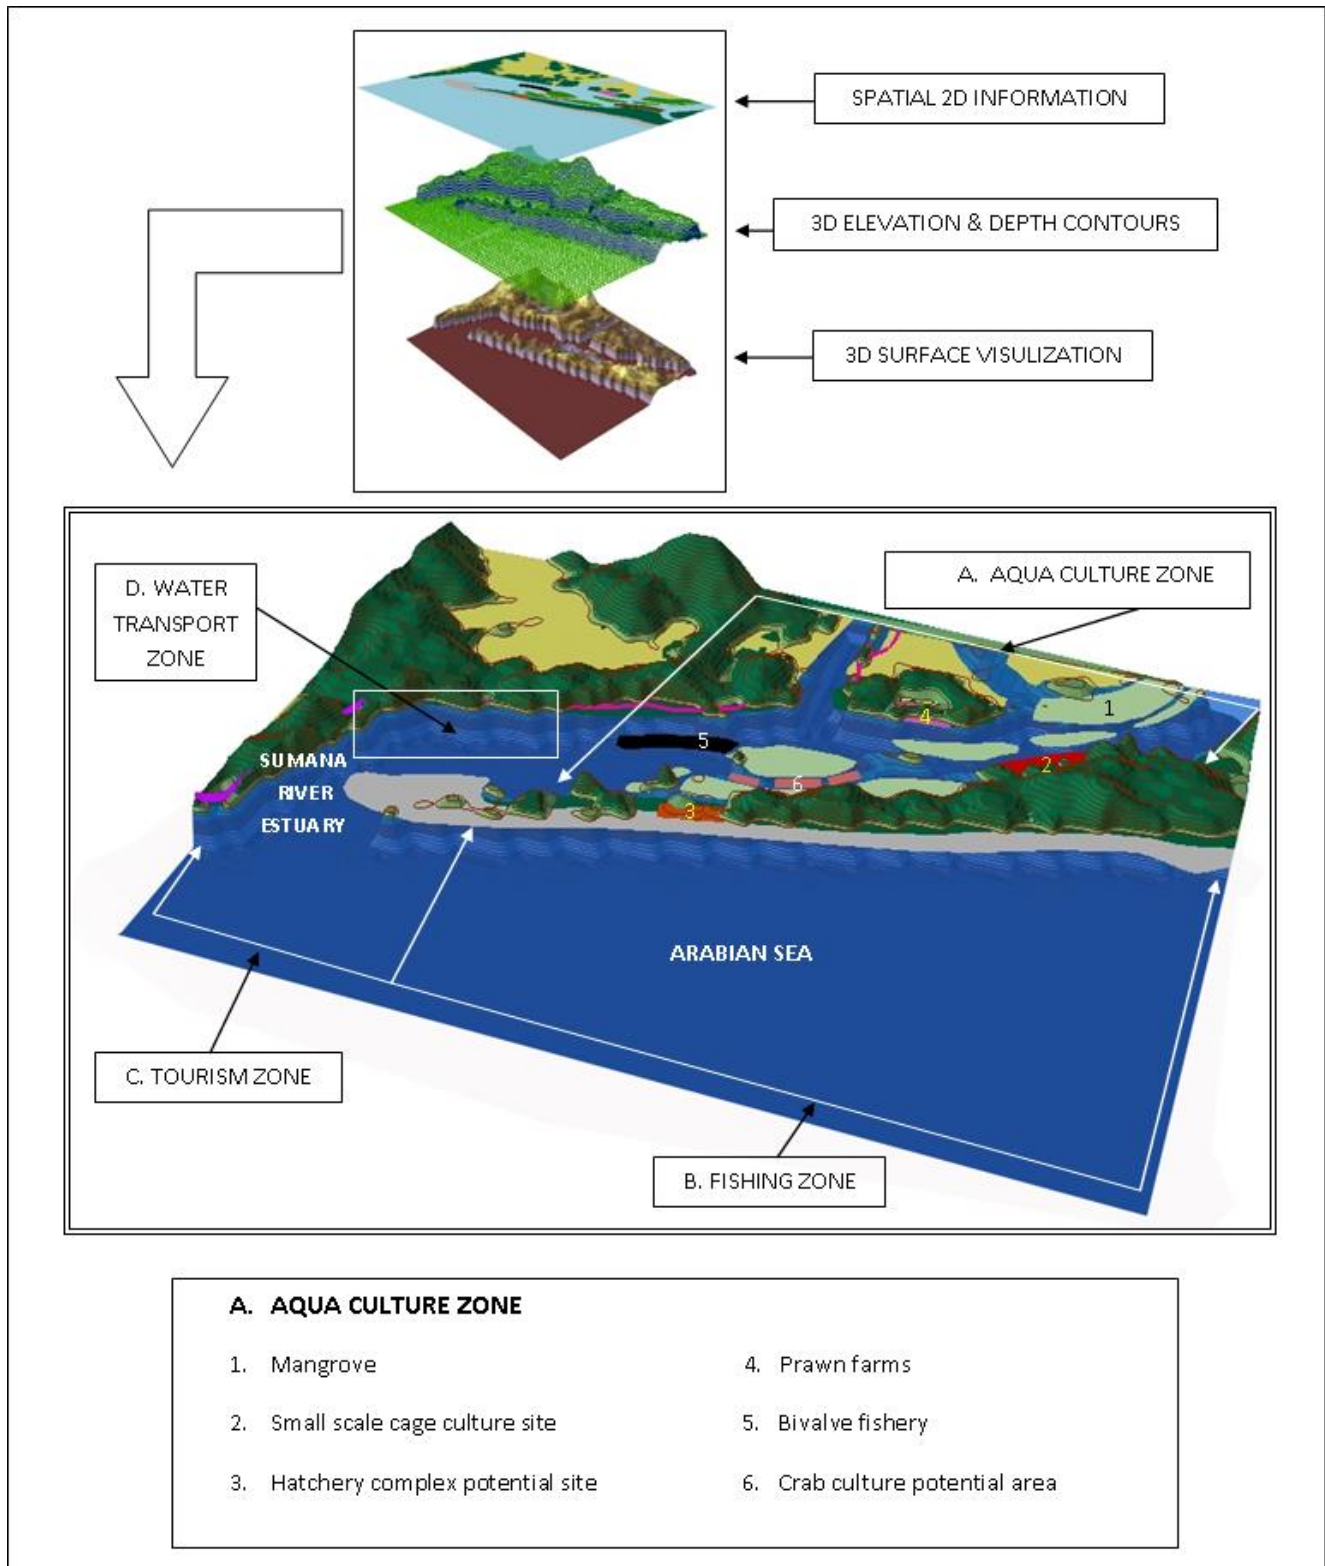 SPATIAL 2D INFORMATION
3D ELEVATION & DEPTH CONTOURS
3D SURFACE VISULIZATION
D. WATER
TRANSPORT
ZONE
A. AQUA CULTURE ZONE
1
4
5
2
SUMANA
RIVER
ESTUARY
6
3
ARABIAN SEA
C. TOURISM ZONE
B. FISHING ZONE
A. AQUA CULTURE ZONE
1. Mangrove
2. Small scale cage culture site
3. Hatchery complex potential site
4. Prawn farms
5. Bivalve fishery
6. Crab culture potential area